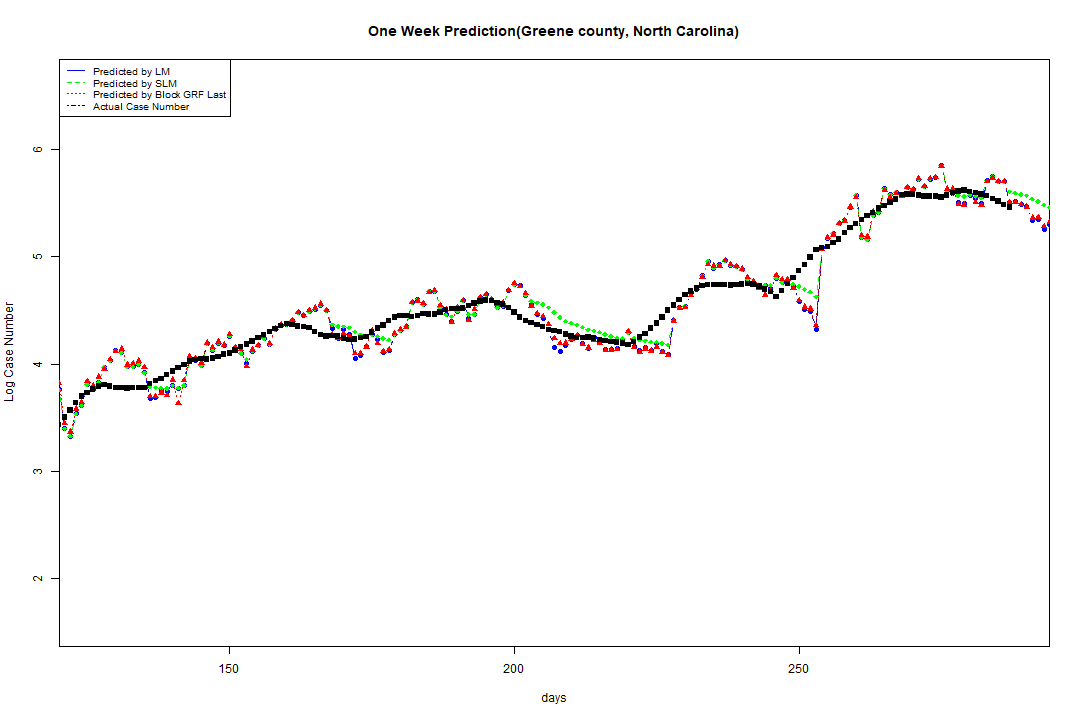 One Week Prediction(Greene county, North Carolina)
Predicted by LM
Predicted by SLM
Predicted by Block GRF Last
Actual Case Number
6
5
4
3
2
Log Case Number
150
200
250
days